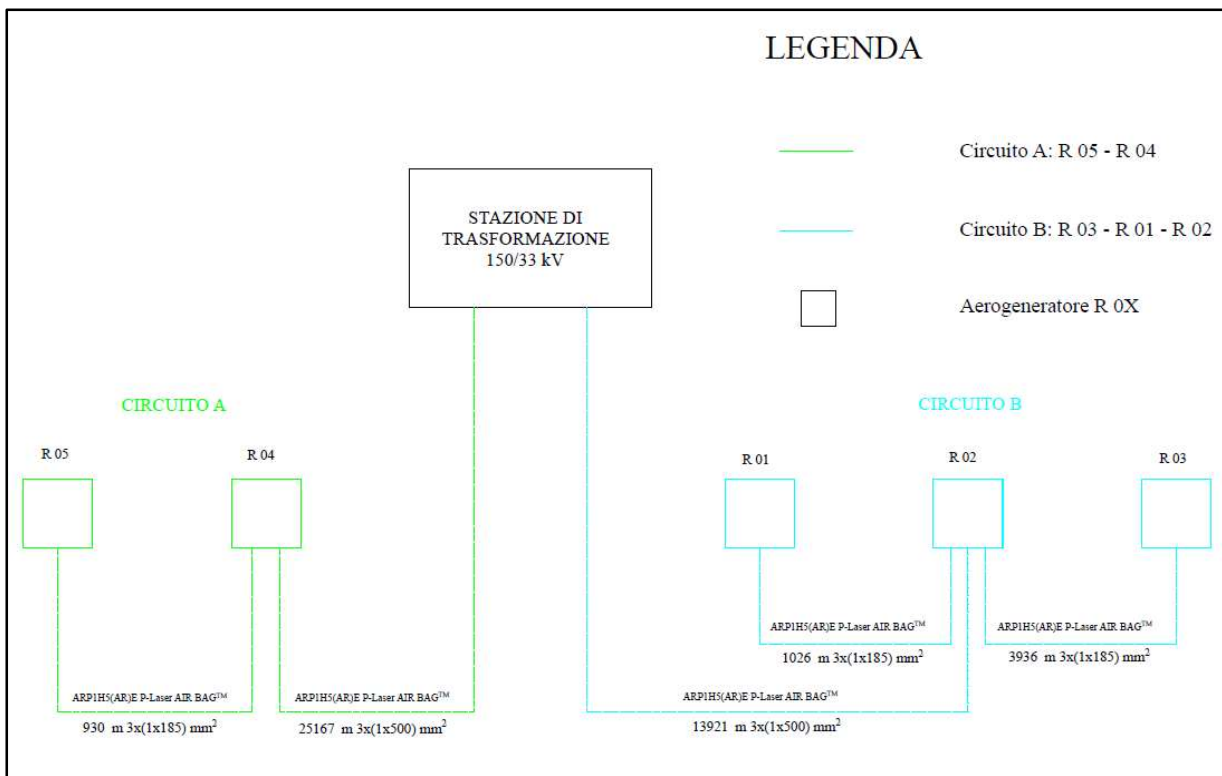 LEGENDA
Circuito A: R 05 - R 04
Circuito B: R 03 - R 01 - R 02
Aerogeneratore R 0X
STAZIONE DI
TRASFORMAZIONE
150/33 kV
CIRCUITO A
R 05
R 04
ARP1H5(AR)E P-Laser AIR BAG™
930 m 3x(1x185) mm²
ARP1H5(AR)E P-Laser AIR BAG™
25167 m 3x(1x500) mm²
CIRCUITO B
R 01
R 02
R 03
ARP1H5(AR)E P-Laser AIR BAG™
1026 m 3x(1x185) mm²
ARP1H5(AR)E P-Laser AIR BAG™
3936 m 3x(1x185) mm²
ARP1H5(AR)E P-Laser AIR BAG™
13921 m 3x(1x500) mm²